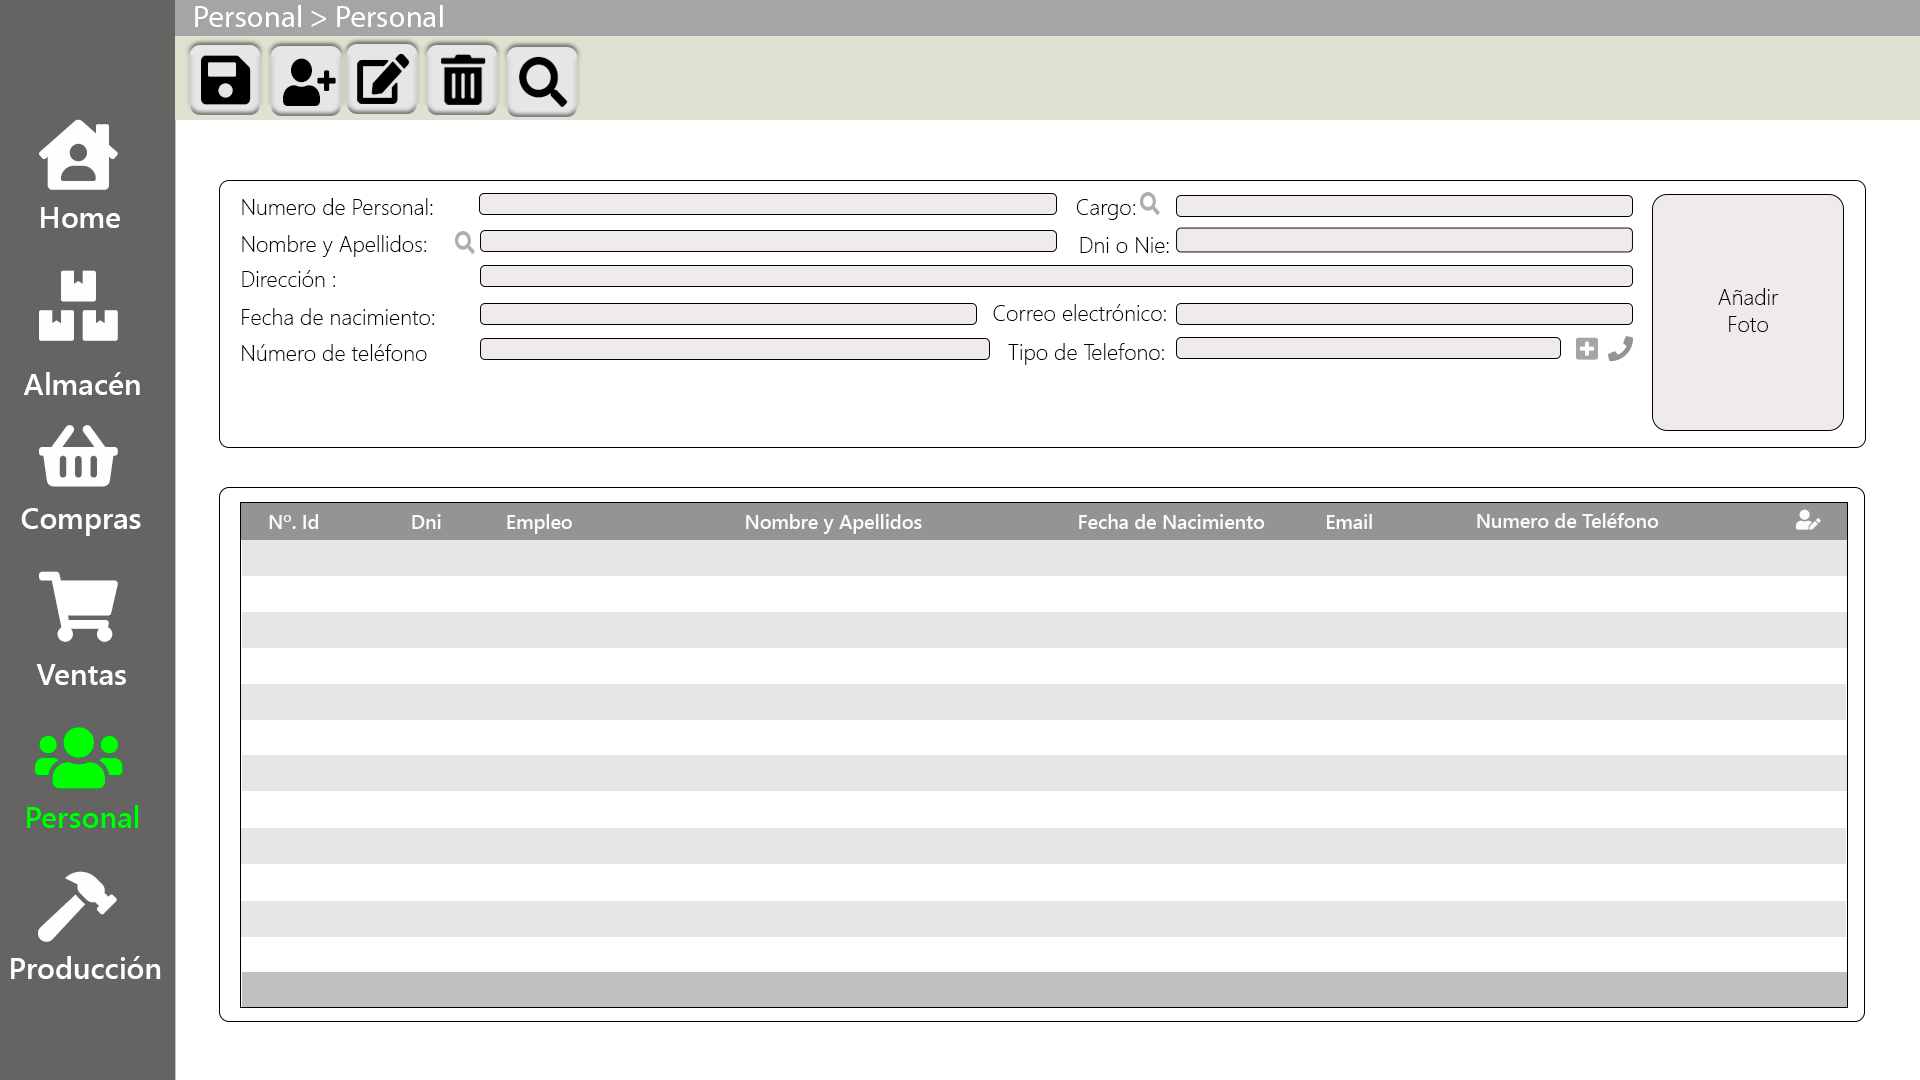 Personal > Personal
Home
Almacén
Compras
Ventas
Personal
Producción
Numero de Personal:
Cargo:
Nombre y Apellidos:
Dni o Nie:
Dirección :
Fecha de nacimiento:
Correo electrónico:
Número de teléfono
Tipo de Telefono:
Añadir
Foto
Nº. Id Dni Empleo Nombre y Apellidos Fecha de Nacimiento Email Numero de Teléfono